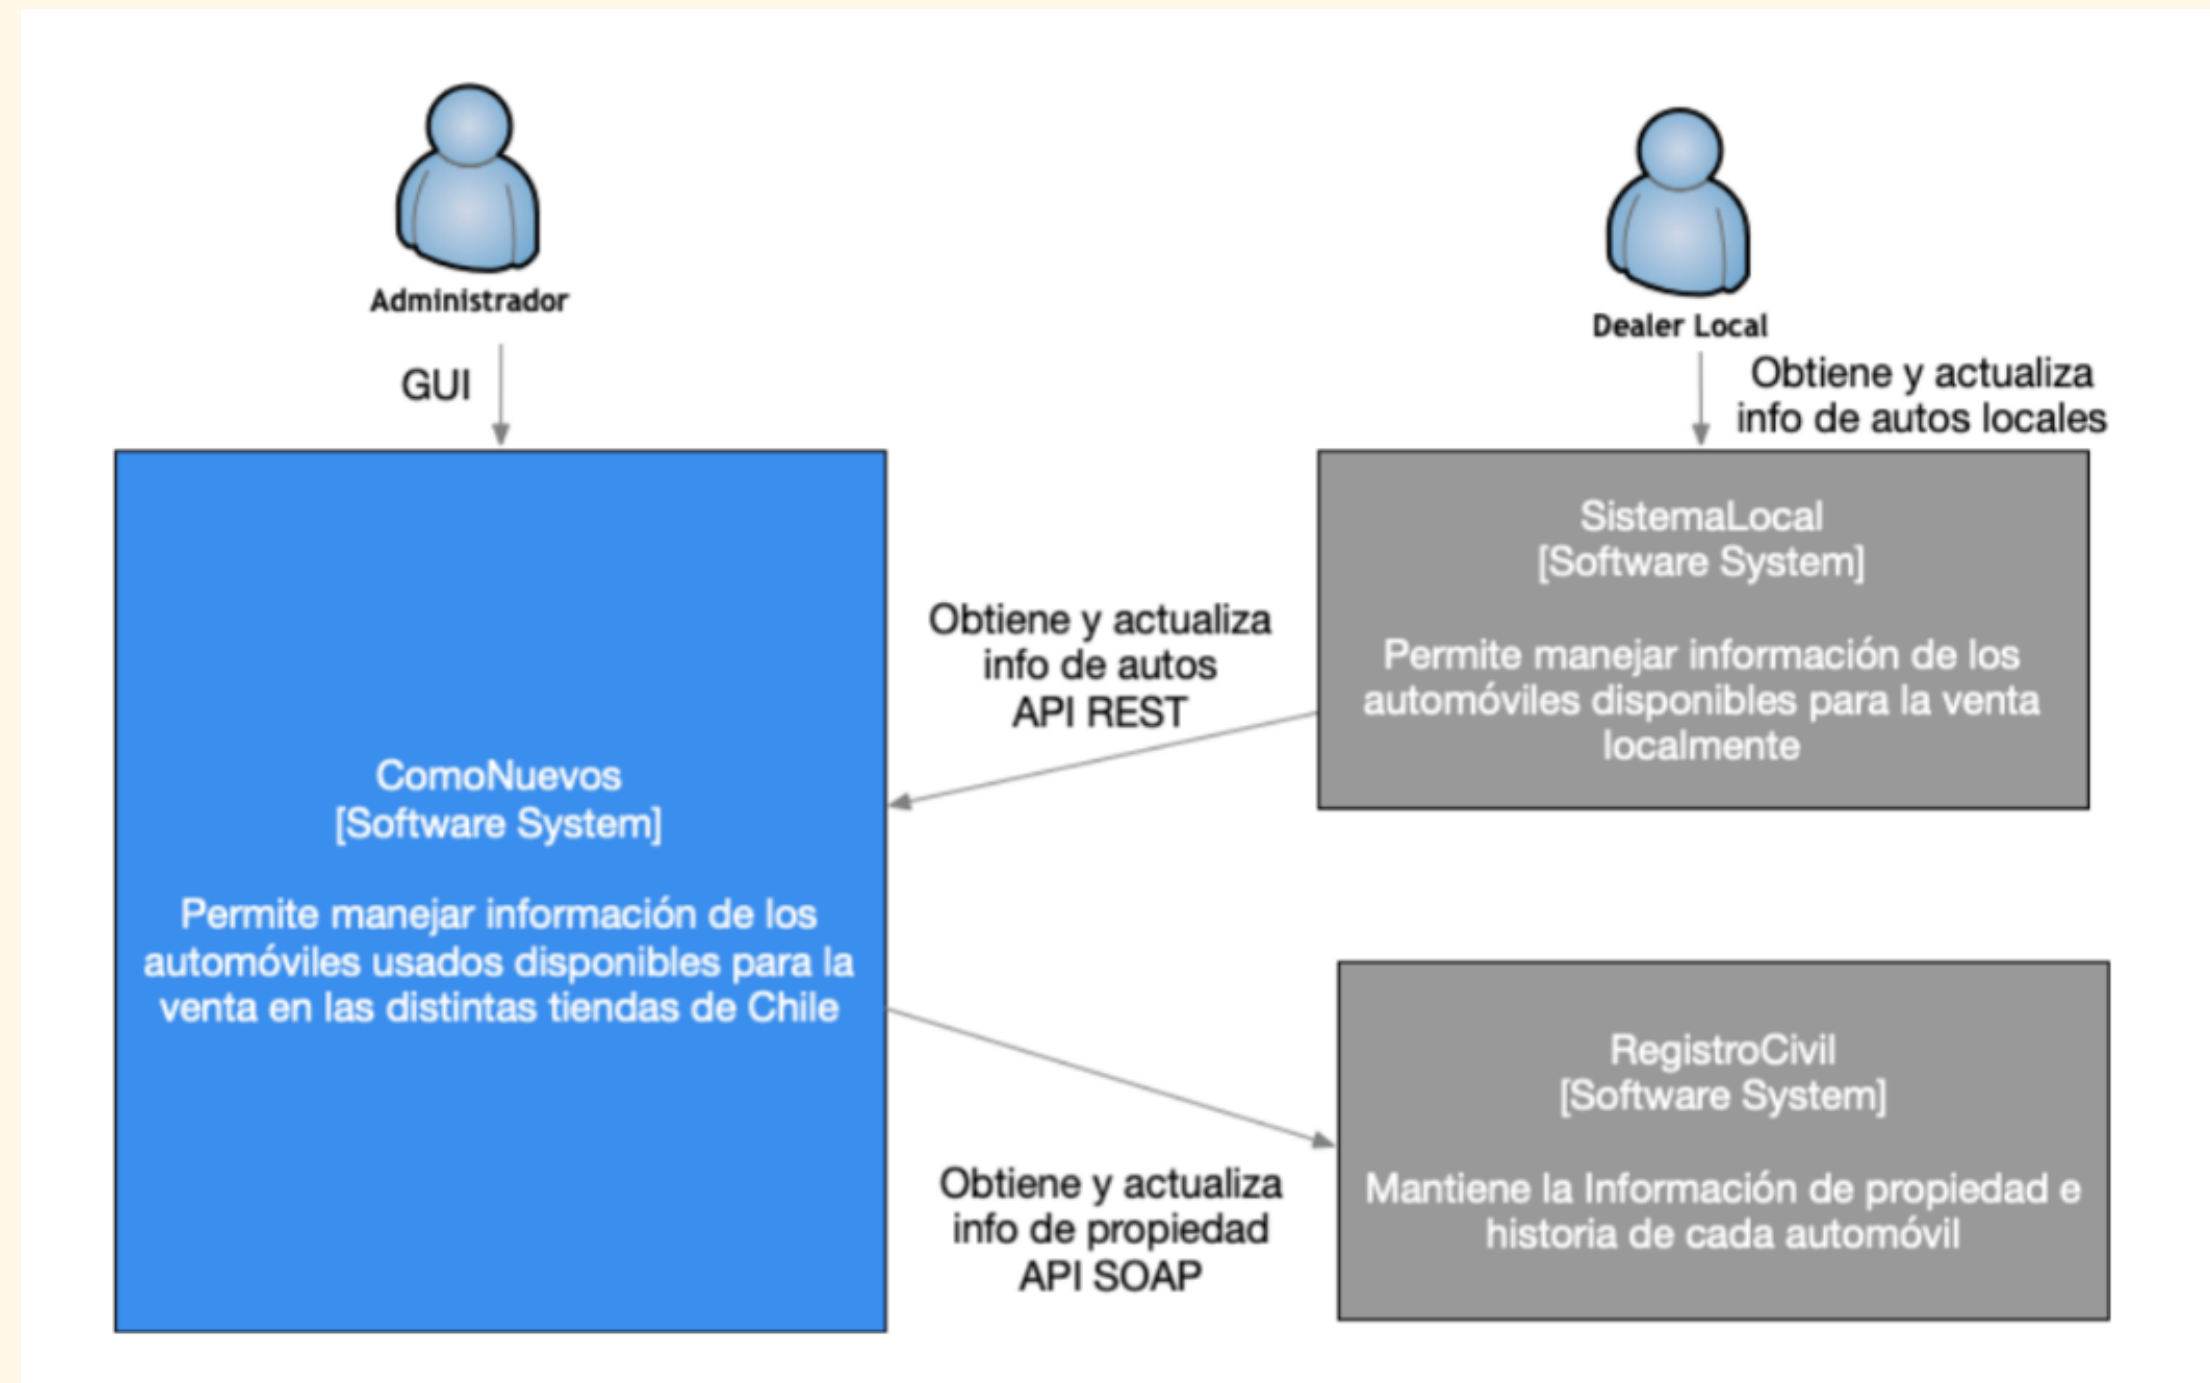 Administrador
GUI
ComoNuevos
[Software System]
Permite manejar información de los
automóviles usados disponibles para la
venta en las distintas tiendas de Chile
Dealer Local
Obtiene y actualiza
info de autos locales
SistemaLocal
[Software System]
Permite manejar información de los
automóviles disponibles para la venta
localmente
Obtiene y actualiza
info de autos
API REST
RegistroCivil
[Software System]
Mantiene la Información de propiedad e
historia de cada automóvil
Obtiene y actualiza
info de propiedad
API SOAP